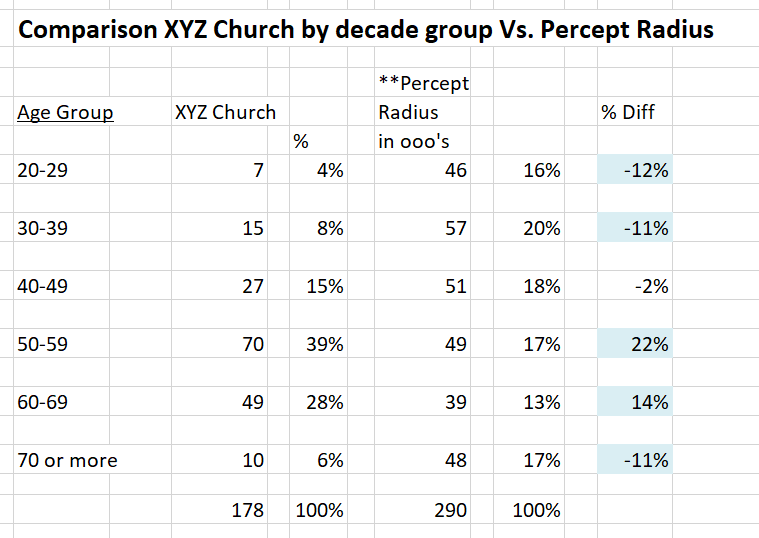 Comparison XYZ Church by decade group Vs. Percept Radius
**Percept
Age Group XYZ Church Radius % Diff
% in ooo's
20-29 7 4% 46 16% -12%
30-39 15 8% 57 20% -11%
40-49 27 15% 51 18% -2%
50-59 70 39% 49 17% 22%
60-69 49 28% 39 13% 14%
70 or more 10 6% 48 17% -11%
178 100% 290 100%